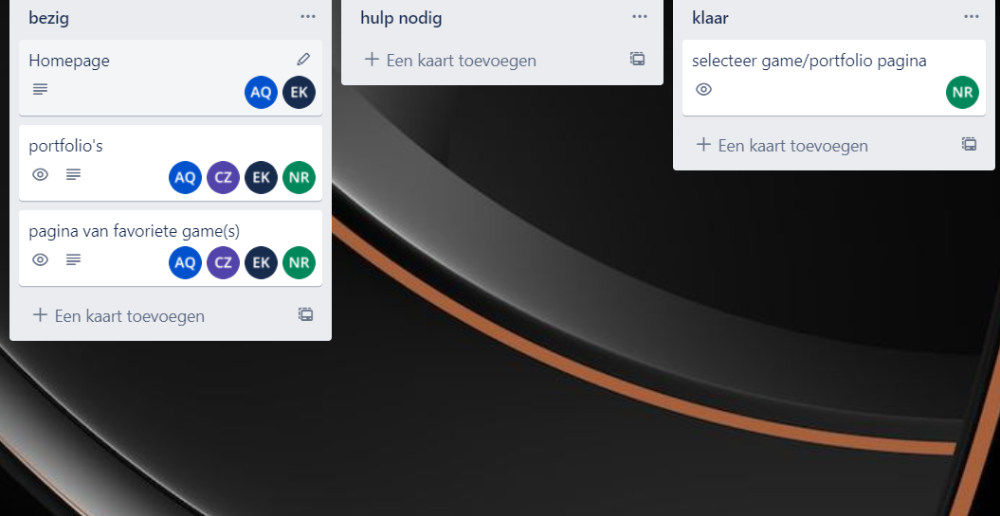 bezig
Homepage
AQ EK
portfolio's
AQ CZ EK NR
pagina van favoriete game(s)
AQ CZ EK NR
Een kaart toevoegen
hulp nodig
Een kaart toevoegen
klaar
selecteer game/portfolio pagina
NR
Een kaart toevoegen